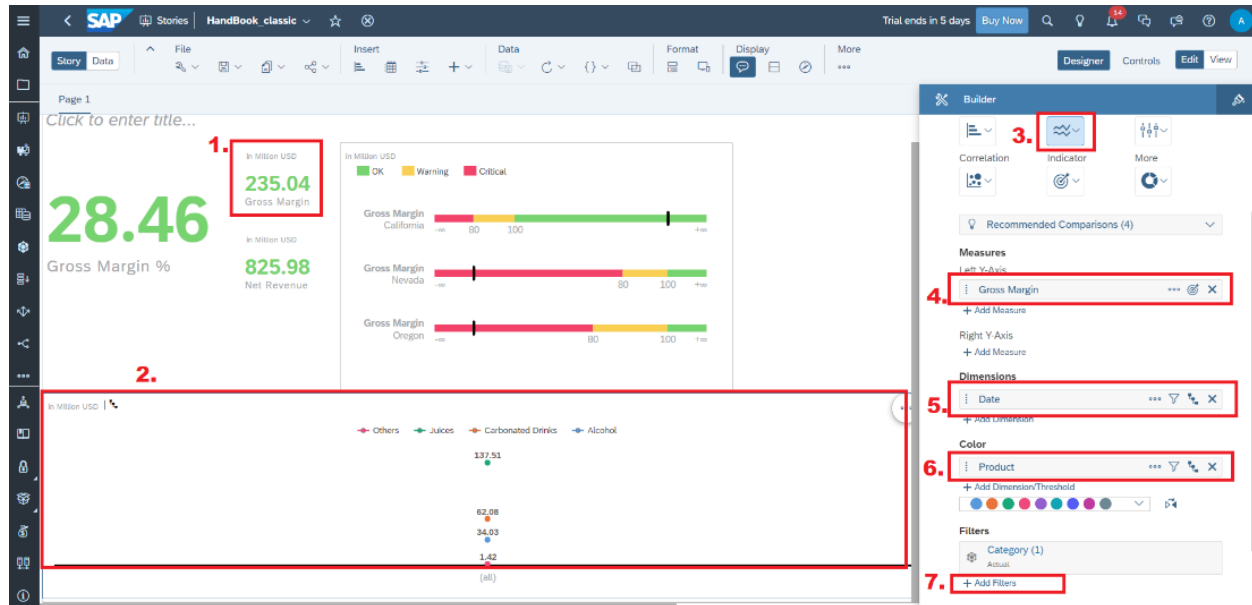 SAP Stories HandBook_classic Trial ends in 5 days Buy Now 14 A
File Insert Data Format Display More
Story Data Designer Controls Edit View
Page 1
Builder
Click to enter title...
3.
Correlation Indicator More
1.
In Million USD
235.04
Gross Margin
28.46
Gross Margin %
In Million USD
825.98
Net Revenue
In Million USD
OK Warning Critical
Gross Margin
California
-∞ 80 100 +∞
Gross Margin
Nevada
-∞ 80 100 +∞
Gross Margin
Oregon
-∞ 80 100 +∞
Recommended Comparisons (4)
Measures
Left Y-Axis
4. Gross Margin
+ Add Measure
Right Y-Axis
+ Add Measure
Dimensions
5. Date
+ Add Dimension
Color
6. Product
+ Add Dimension/Threshold
Filters
Category (1)
Actual
7. + Add Filters
2.
In Million USD
Others Juices Carbonated Drinks Alcohol
137.51
62.08
34.03
1.42
(all)